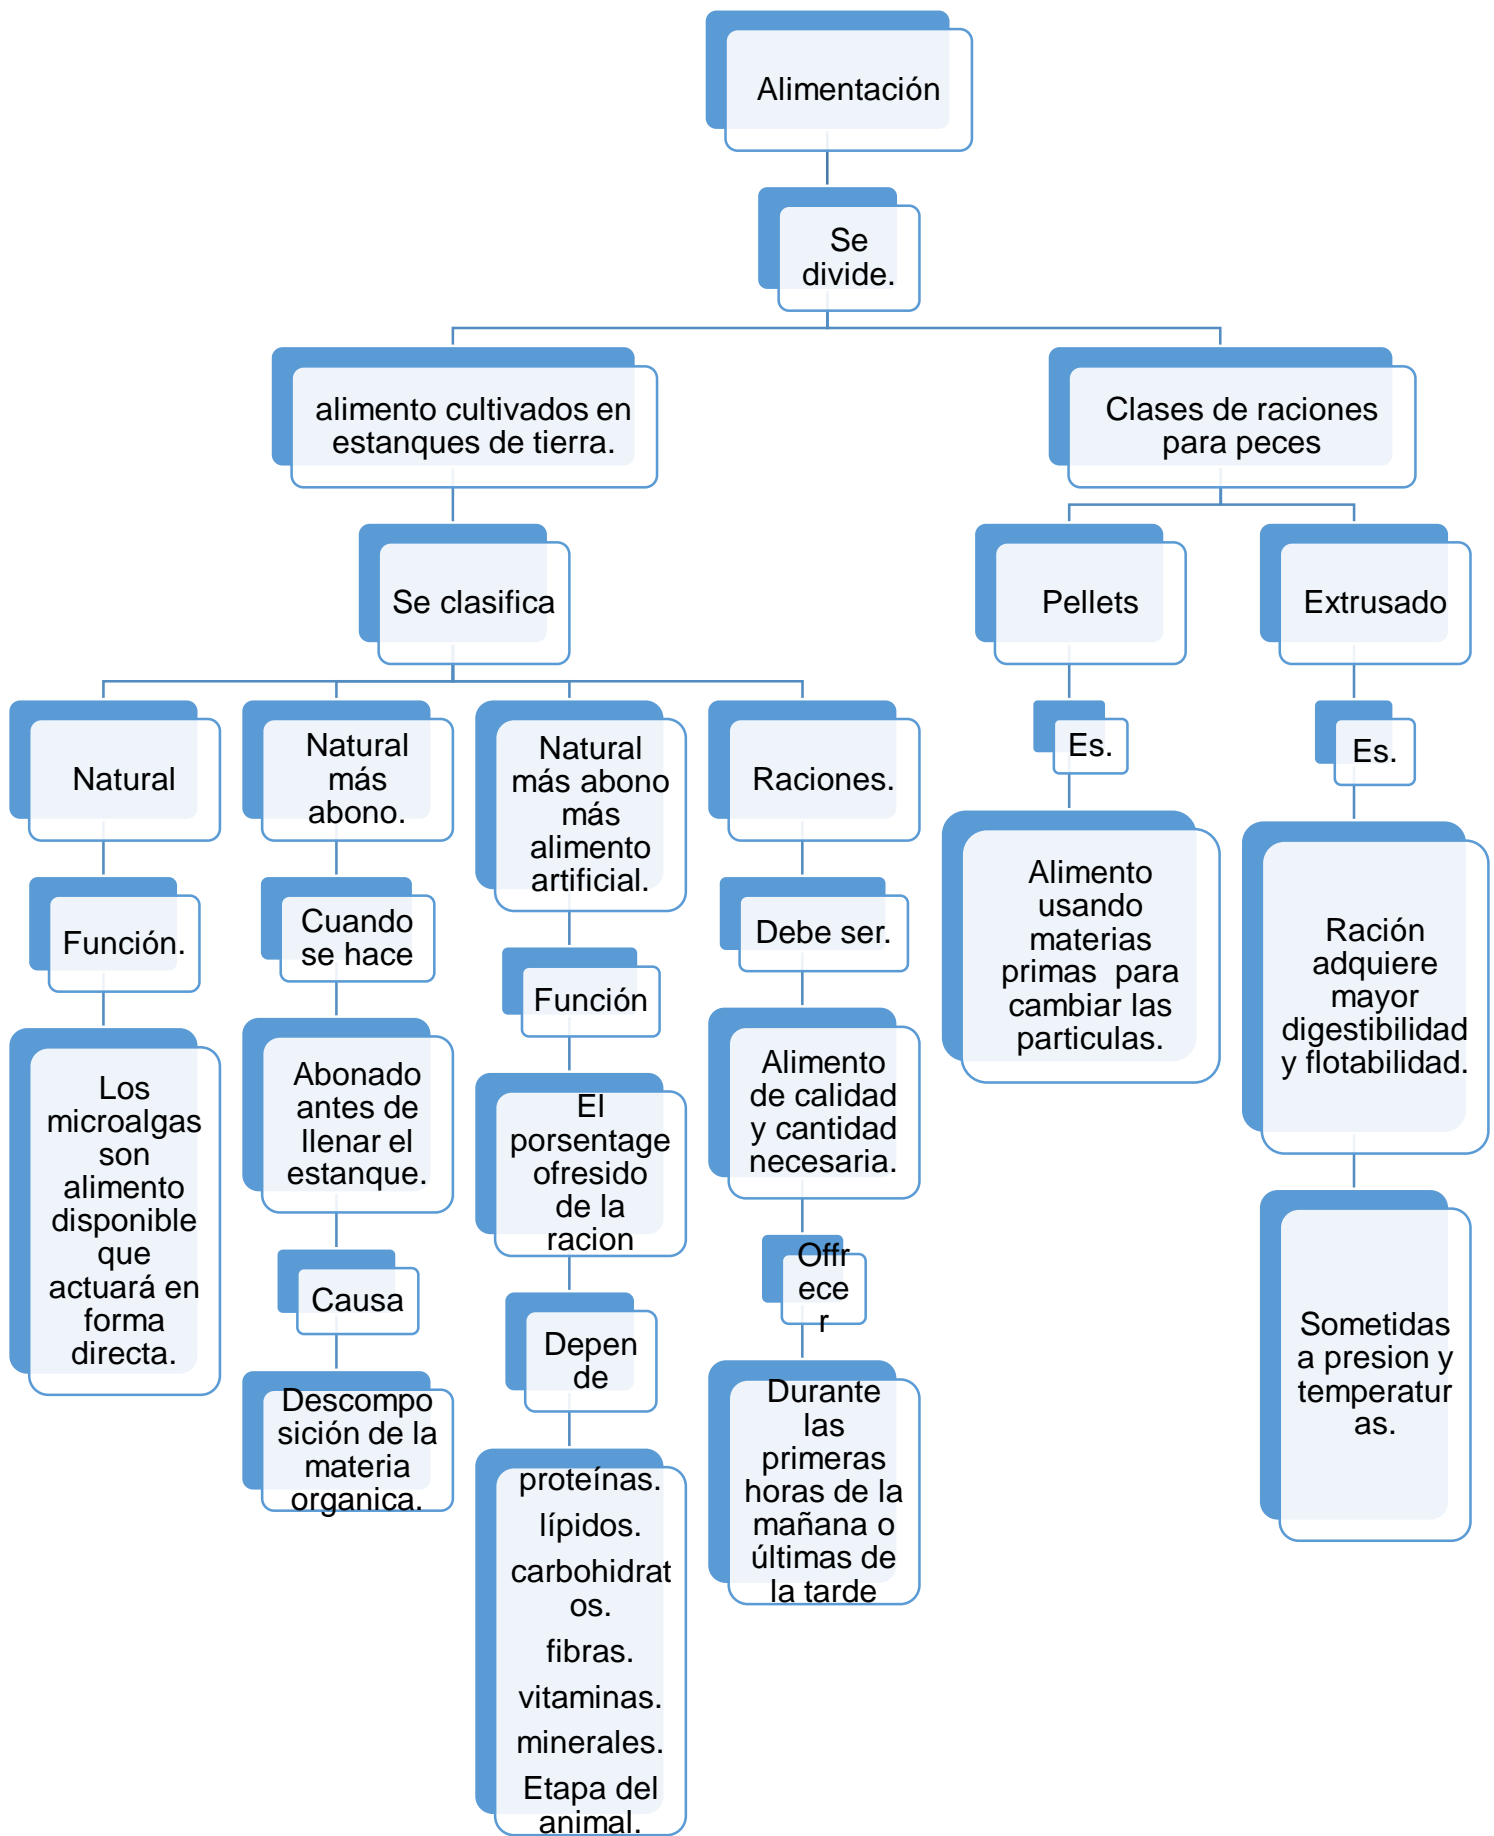 Alimentación
Se
divide.
alimento cultivados en
estanques de tierra.
Clases de raciones
para peces
Se clasifica
Pellets
Extrusado
Natural
Natural
más
abono.
Natural
más abono
más
alimento
artificial.
Raciones.
Es.
Es.
Función.
Cuando
se hace
Función
Debe ser.
Alimento
usando
materias
primas  para
cambiar las
particulas.
Ración
adquiere
mayor
digestibilidad
y flotabilidad.
Los
microalgas
son
alimento
disponible
que
actuará en
forma
directa.
Abonado
antes de
llenar el
estanque.
El
porsentage
ofresido
de la
racion
Alimento
de calidad
y cantidad
necesaria.
Causa
Depen
de
Offr
ece
r
Sometidas
a presion y
temperatur
as.
Descompo
sición de la
materia
organica.
proteínas.
lípidos.
carbohidrat
os.
fibras.
vitaminas.
minerales.
Etapa del
animal.
Durante
las
primeras
horas de la
mañana o
últimas de
la tarde